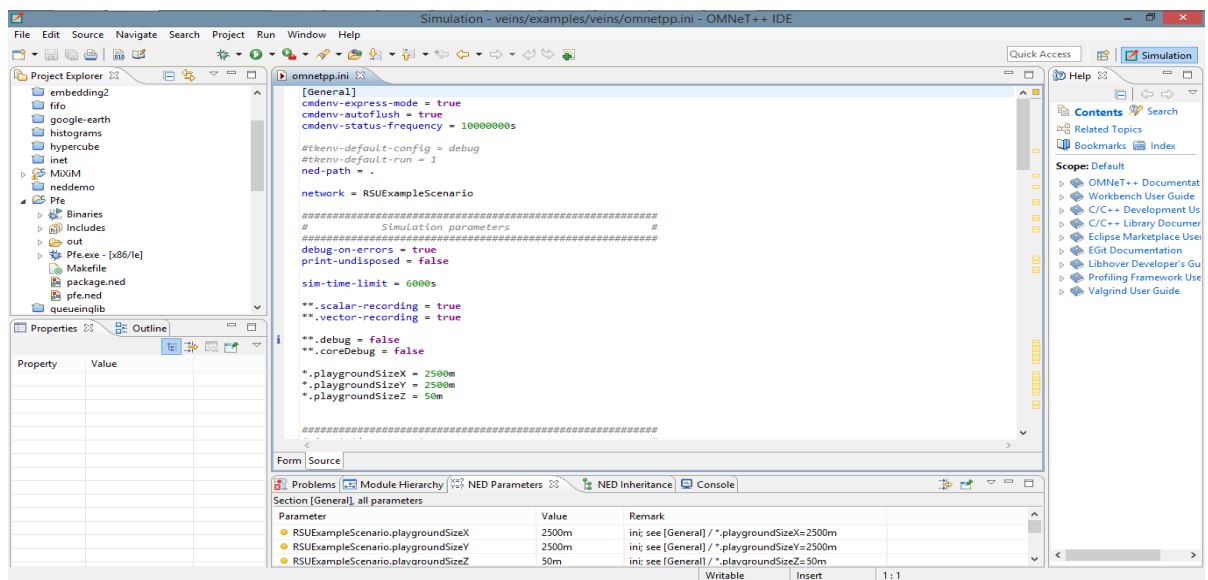 Simulation - veins/examples/veins/omnetpp.ini - OMNeT++ IDE
File Edit Source Navigate Search Project Run Window Help
Quick Access
Simulation
Project Explorer
embedding2
fifo
google-earth
histograms
hypercube
inet
MiXiM
neddemo
Pfe
Binaries
Includes
out
Pfe.exe - [x86/le]
Makefile
package.ned
pfe.ned
queueinglib
Properties
Outline
Property Value
omnetpp.ini
[General]
cmdenv-express-mode = true
cmdenv-autoflush = true
cmdenv-status-frequency = 10000000s
#tkenv-default-config = debug
#tkenv-default-run = 1
ned-path = .
network = RSUExampleScenario
##########################################################
# Simulation parameters #
##########################################################
debug-on-errors = true
print-undisposed = false
sim-time-limit = 6000s
**.scalar-recording = true
**.vector-recording = true
**.debug = false
**.coreDebug = false
*.playgroundSizeX = 2500m
*.playgroundSizeY = 2500m
*.playgroundSizeZ = 50m
##########################################################
Form Source
Problems Module Hierarchy NED Parameters NED Inheritance Console
Section [General], all parameters
Parameter Value Remark
RSUExampleScenario.playgroundSizeX 2500m ini; see [General] / *.playgroundSizeX=2500m
RSUExampleScenario.playgroundSizeY 2500m ini; see [General] / *.playgroundSizeY=2500m
RSUExampleScenario.playgroundSizeZ 50m ini; see [General] / *.playgroundSizeZ=50m
Help
Contents Search
Related Topics
Bookmarks Index
Scope: Default
OMNeT++ Documentat
Workbench User Guide
C/C++ Development Us
C/C++ Library Documer
Eclipse Marketplace User
EGit Documentation
Libhover Developer's Gu
Profiling Framework Use
Valgrind User Guide
Writable Insert 1 : 1